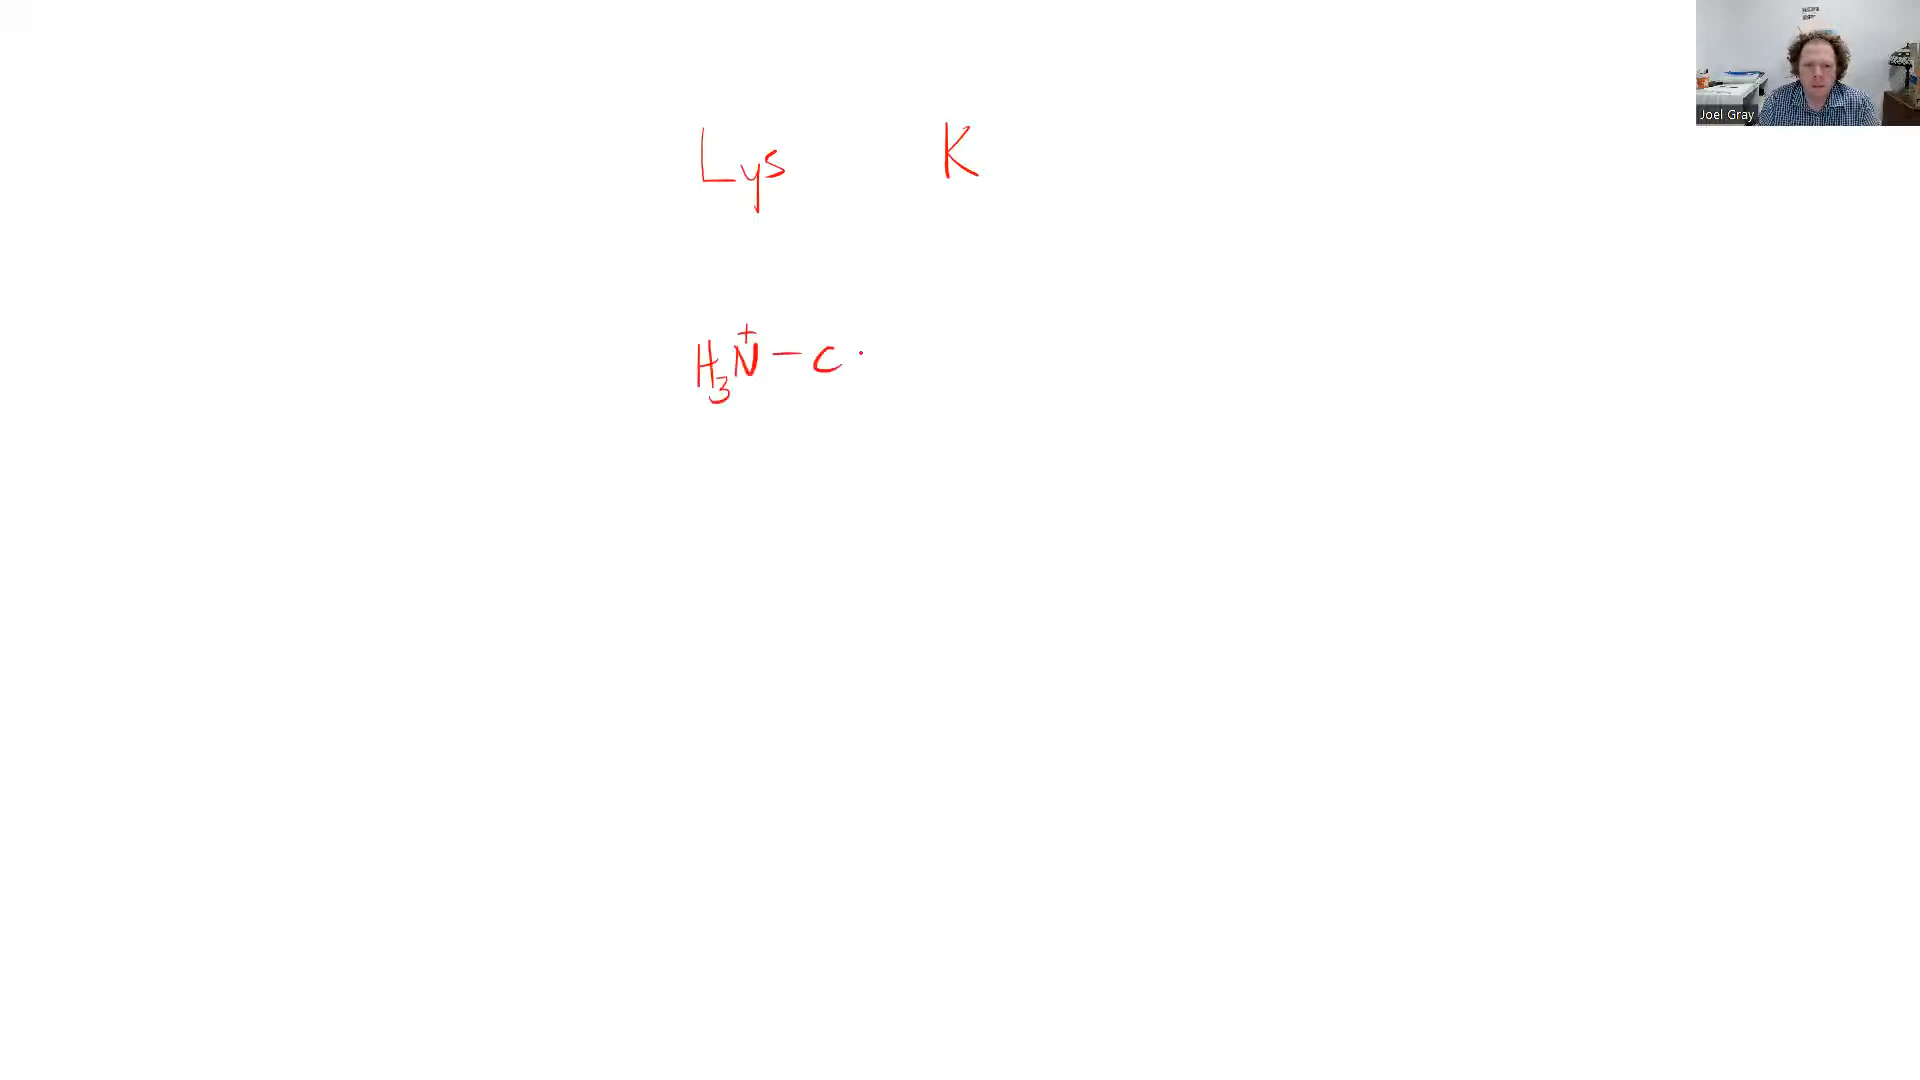 Lys K
H₃N⁺ – C
Joel Gray